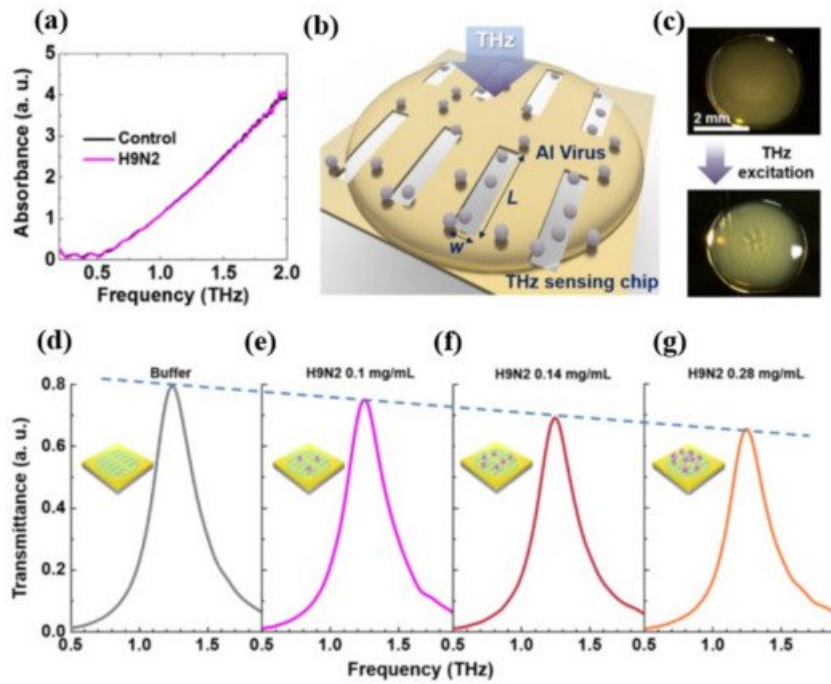 (a)
5
4
3
2
1
0
Absorbance (a. u.)
Control
H9N2
0.5
1.0
1.5
2.0
Frequency (THz)
(b)
THz
AI Virus
L
w
THz sensing chip
(c)
2 mm
THz
excitation
(d)
(e)
(f)
(g)
Buffer
H9N2 0.1 mg/mL
H9N2 0.14 mg/mL
H9N2 0.28 mg/mL
0.8
0.6
0.4
0.2
0.0
Transmittance (a. u.)
0.5 1.0 1.5 0.5 1.0 1.5 0.5 1.0 1.5 0.5 1.0 1.5
Frequency (THz)